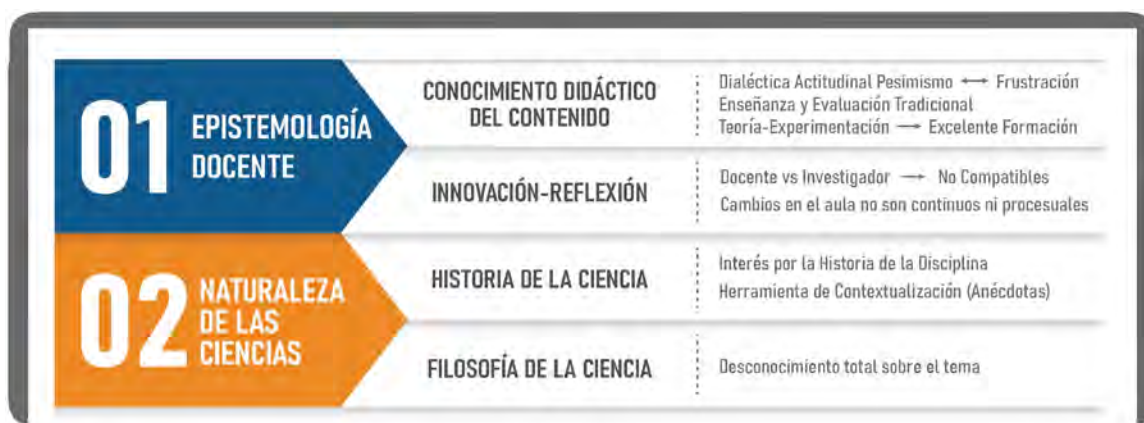 01
EPISTEMOLOGÍA
DOCENTE
CONOCIMIENTO DIDÁCTICO
DEL CONTENIDO
Dialéctica Actitudinal Pesimismo ↔ Frustración
Enseñanza y Evaluación Tradicional
Teoría-Experimentación → Excelente Formación
INNOVACIÓN-REFLEXIÓN
Docente vs Investigador → No Compatibles
Cambios en el aula no son continuos ni procesuales
02
NATURALEZA
DE LAS
CIENCIAS
HISTORIA DE LA CIENCIA
Interés por la Historia de la Disciplina
Herramienta de Contextualización (Anécdotas)
FILOSOFÍA DE LA CIENCIA
Desconocimiento total sobre el tema